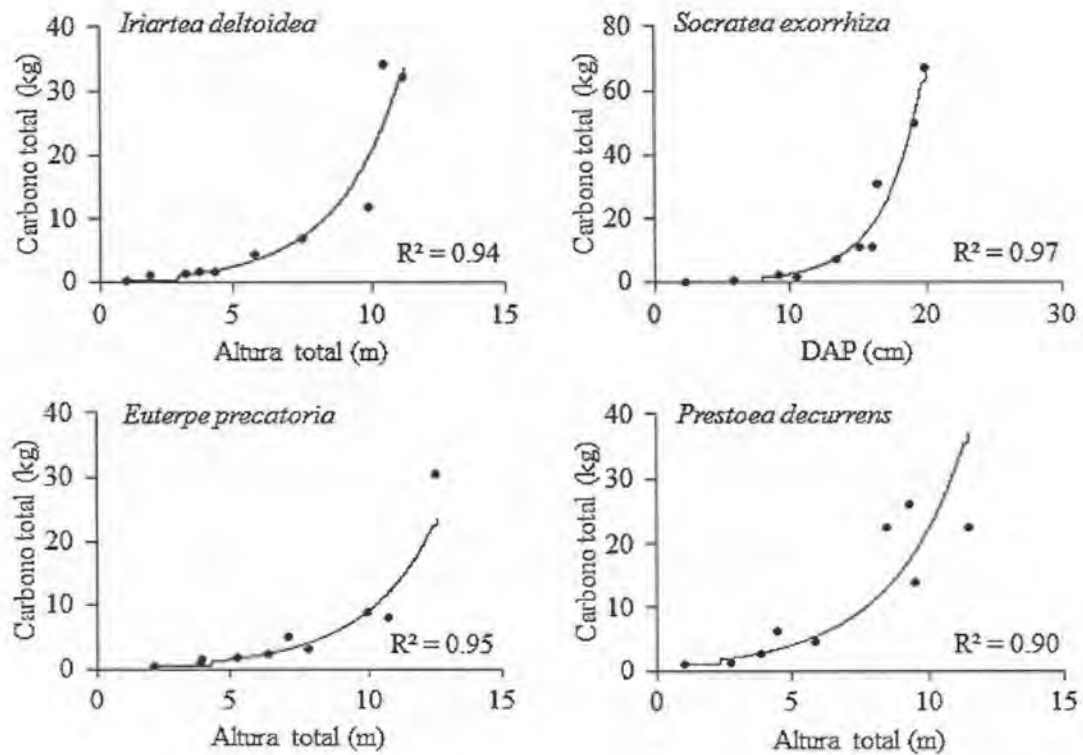 Iriartea deltoidea
Carbono total (kg)
40
30
20
10
0
R² = 0.94
0 5 10 15
Altura total (m)
Socratea exorrhiza
Carbono total (kg)
80
60
40
20
0
R² = 0.97
0 10 20 30
DAP (cm)
Euterpe precatoria
Carbono total (kg)
40
30
20
10
0
R² = 0.95
0 5 10 15
Altura total (m)
Prestoea decurrens
Carbono total (kg)
40
30
20
10
0
R² = 0.90
0 5 10 15
Altura total (m)